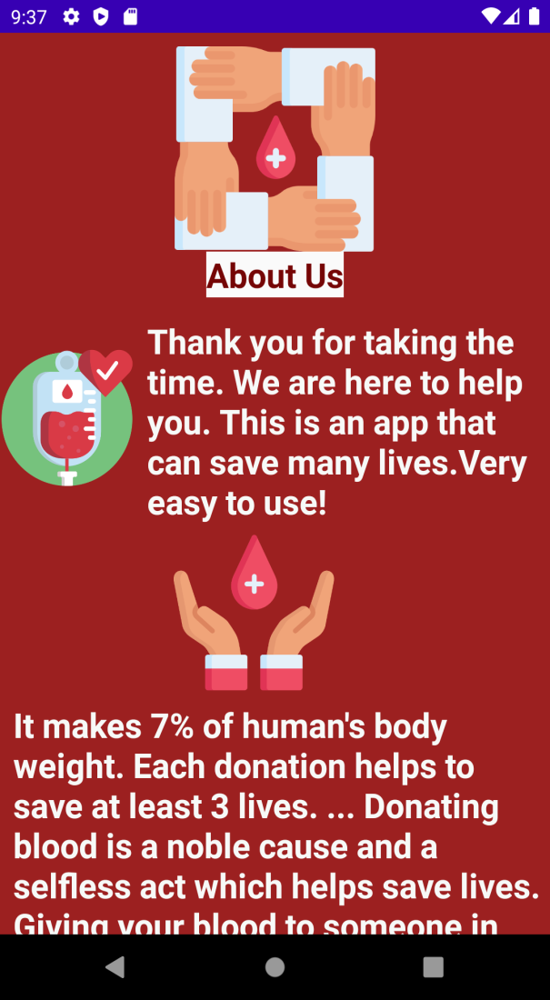 9:37
About Us
Thank you for taking the
time. We are here to help
you. This is an app that
can save many lives.Very
easy to use!
It makes 7% of human's body
weight. Each donation helps to
save at least 3 lives. ... Donating
blood is a noble cause and a
selfless act which helps save lives.
Giving your blood to someone in